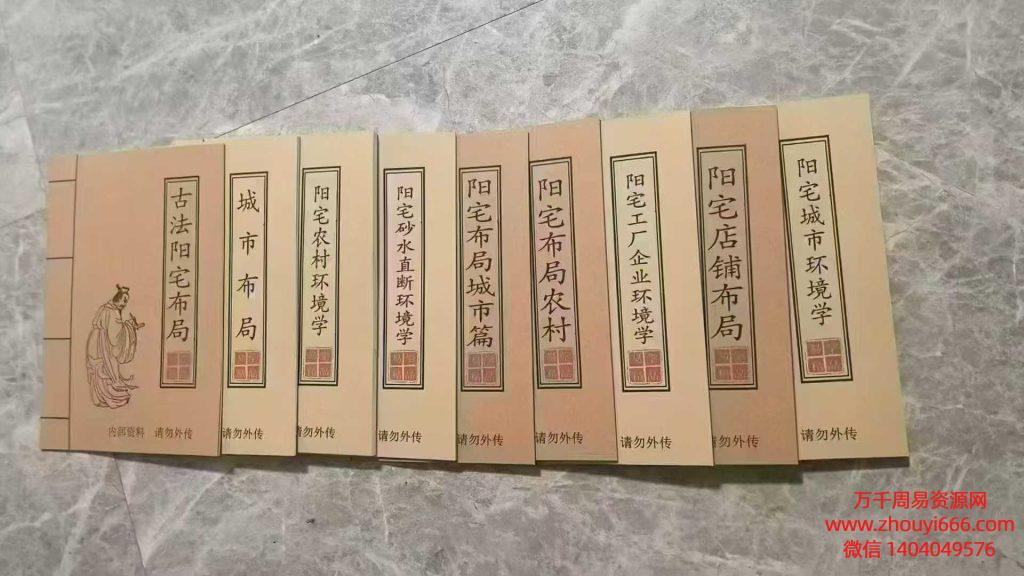 古法阳宅布局
内部资料 请勿外传
城市布局
请勿外传
阳宅农村环境学
请勿外传
阳宅砂水直断环境学
请勿外传
阳宅布局城市篇
请勿外传
阳宅布局农村
请勿外传
阳宅工厂企业环境学
请勿外传
阳宅店铺布局
请勿外传
阳宅城市环境学
请勿外传
万千周易资源网
www.zhouyi666.com
微信 1404049576